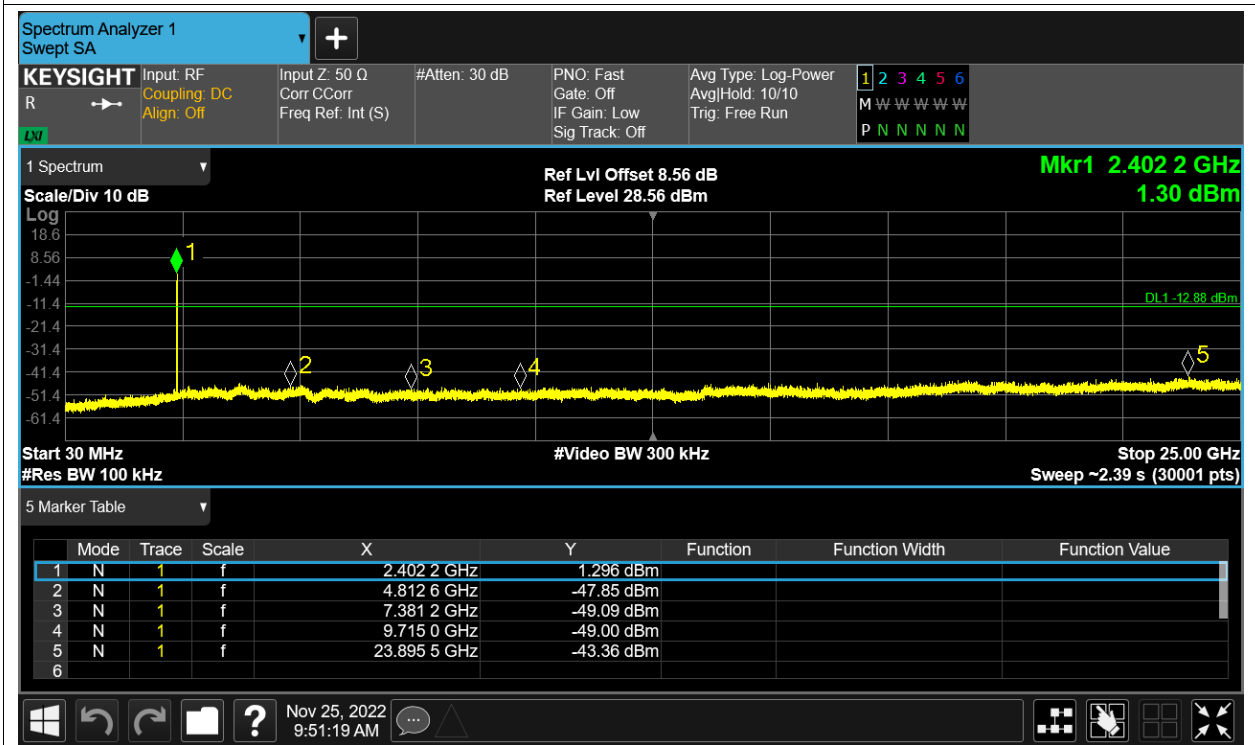 Spectrum Analyzer 1
Swept SA
KEYSIGHT Input: RF Input Z: 50 Ω #Atten: 30 dB PNO: Fast Avg Type: Log-Power 1 2 3 4 5 6
R Coupling: DC Corr CCorr Gate: Off Avg|Hold: 10/10 M W W W W W
Align: Off Freq Ref: Int (S) IF Gain: Low Trig: Free Run
LXI Sig Track: Off P N N N N N
1 Spectrum Ref Lvl Offset 8.56 dB Mkr1 2.402 2 GHz
Scale/Div 10 dB Ref Level 28.56 dBm 1.30 dBm
Log
18.6
8.56 1
-1.44
-11.4 DL1 -12.88 dBm
-21.4
-31.4
-41.4 2 3 4 5
-51.4
-61.4
Start 30 MHz #Video BW 300 kHz Stop 25.00 GHz
#Res BW 100 kHz Sweep ~2.39 s (30001 pts)
5 Marker Table
Mode Trace Scale X Y Function Function Width Function Value
1 N 1 f 2.402 2 GHz 1.296 dBm
2 N 1 f 4.812 6 GHz -47.85 dBm
3 N 1 f 7.381 2 GHz -49.09 dBm
4 N 1 f 9.715 0 GHz -49.00 dBm
5 N 1 f 23.895 5 GHz -43.36 dBm
6
? Nov 25, 2022
9:51:19 AM